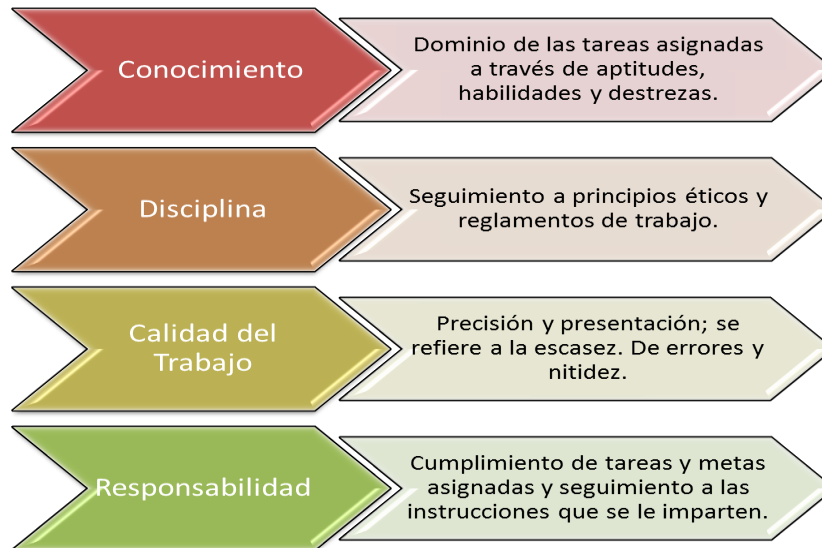 Conocimiento
Dominio de las tareas asignadas
a través de aptitudes,
habilidades y destrezas.
Disciplina
Seguimiento a principios éticos y
reglamentos de trabajo.
Calidad del
Trabajo
Precisión y presentación; se
refiere a la escasez. De errores y
nitidez.
Responsabilidad
Cumplimiento de tareas y metas
asignadas y seguimiento a las
instrucciones que se le imparten.